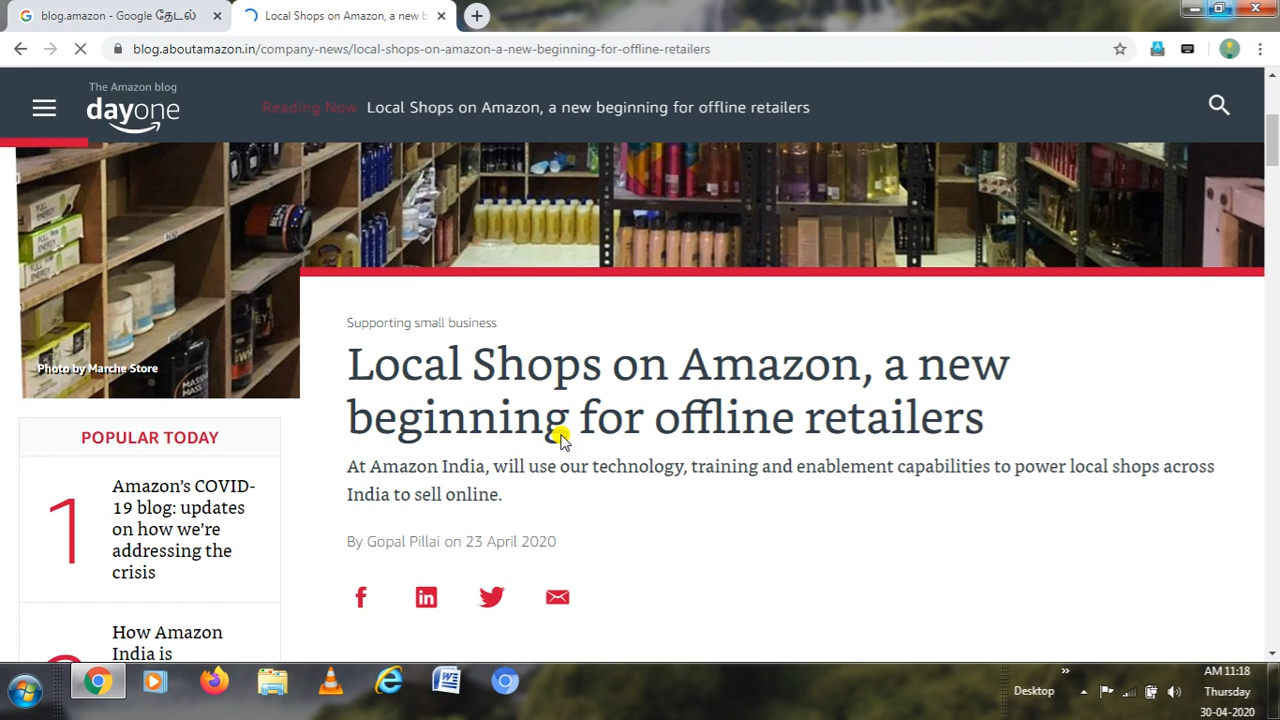 blog.amazon - Google தேடல்
Local Shops on Amazon, a new b
blog.aboutamazon.in/company-news/local-shops-on-amazon-a-new-beginning-for-offline-retailers
The Amazon blog
dayone
Reading Now Local Shops on Amazon, a new beginning for offline retailers
Photo by Marche Store
Supporting small business
Local Shops on Amazon, a new
beginning for offline retailers
At Amazon India, will use our technology, training and enablement capabilities to power local shops across
India to sell online.
By Gopal Pillai on 23 April 2020
POPULAR TODAY
1
Amazon's COVID-
19 blog: updates
on how we're
addressing the
crisis
How Amazon
India is
Desktop
AM 11:18
Thursday
30-04-2020